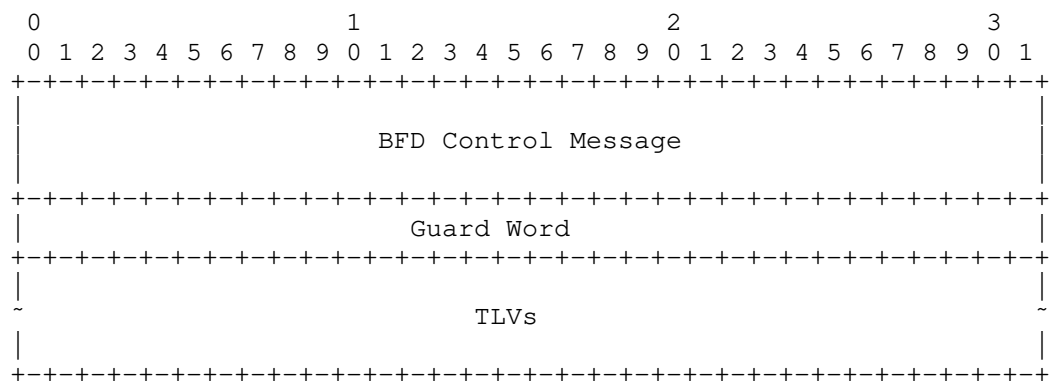 0                   1                   2                   3
0 1 2 3 4 5 6 7 8 9 0 1 2 3 4 5 6 7 8 9 0 1 2 3 4 5 6 7 8 9 0 1
+-+-+-+-+-+-+-+-+-+-+-+-+-+-+-+-+-+-+-+-+-+-+-+-+-+-+-+-+-+-+-+-+
|                                                               |
|                      BFD Control Message                      |
|                                                               |
+-+-+-+-+-+-+-+-+-+-+-+-+-+-+-+-+-+-+-+-+-+-+-+-+-+-+-+-+-+-+-+-+
|                        Guard Word                             |
+-+-+-+-+-+-+-+-+-+-+-+-+-+-+-+-+-+-+-+-+-+-+-+-+-+-+-+-+-+-+-+-+
|                                                               |
~                            TLVs                               ~
|                                                               |
+-+-+-+-+-+-+-+-+-+-+-+-+-+-+-+-+-+-+-+-+-+-+-+-+-+-+-+-+-+-+-+-+